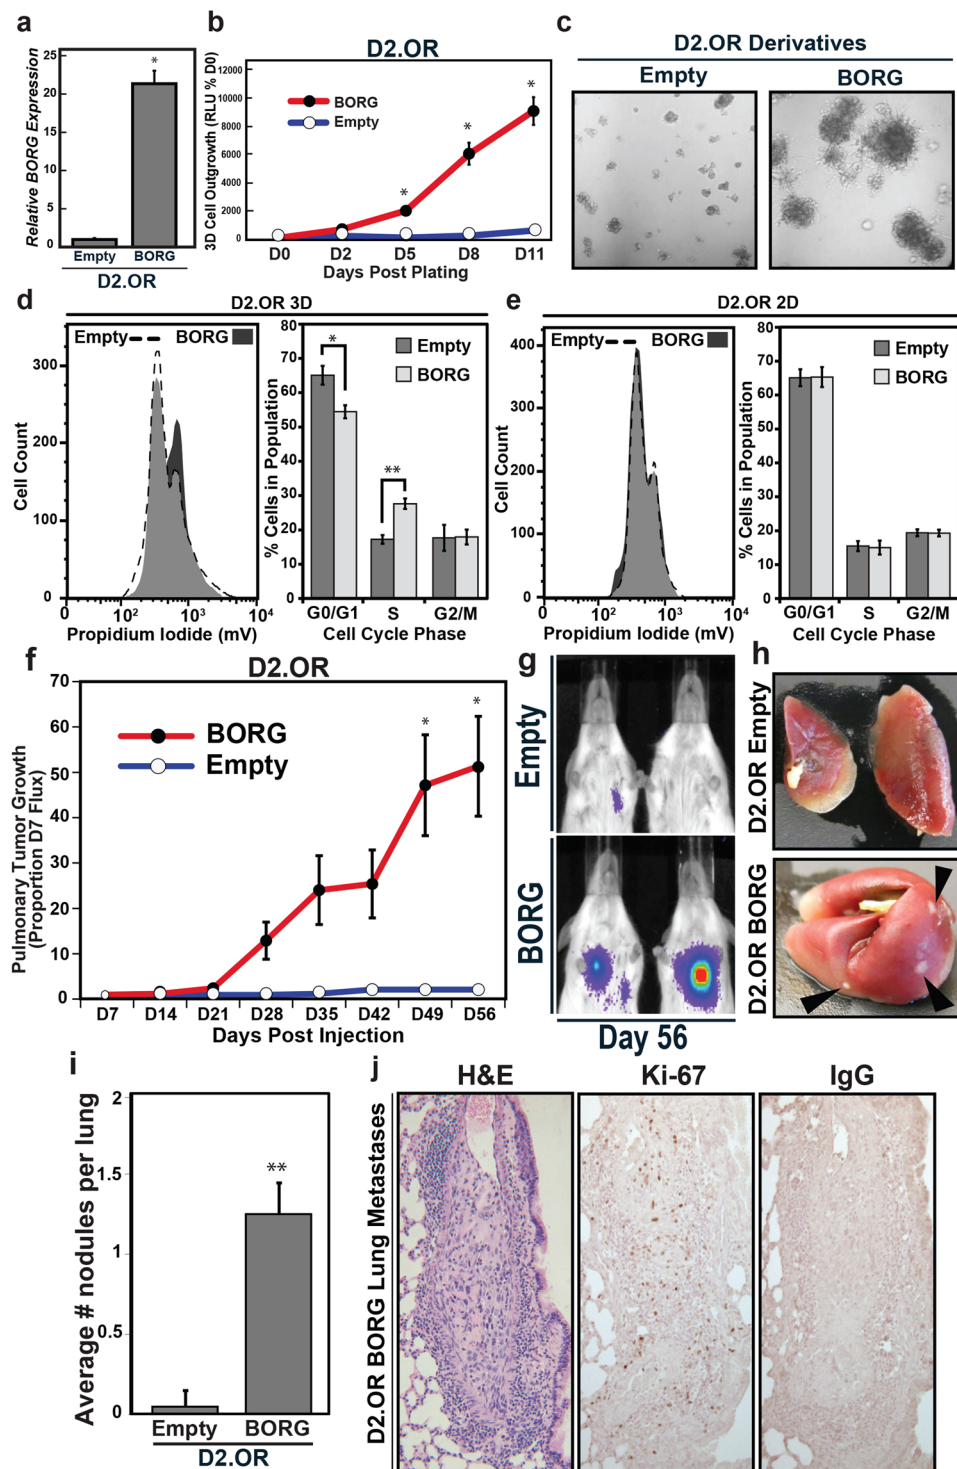 a
Relative BORG Expression
25
20
15
10
5
0
*
Empty
BORG
D2.OR
b
D2.OR
3D Cell Outgrowth (RLU % D0)
12000
10000
8000
6000
4000
2000
0
BORG
Empty
*
*
*
D0 D2 D5 D8 D11
Days Post Plating
c
D2.OR Derivatives
Empty BORG
d
D2.OR 3D
Empty BORG
Cell Count
300
200
100
0
0 10² 10³ 10⁴
Propidium Iodide (mV)
% Cells in Population
80
70
60
50
40
30
20
10
0
*
**
Empty
BORG
G0/G1 S G2/M
Cell Cycle Phase
e
D2.OR 2D
Empty BORG
Cell Count
400
300
200
100
0
0 10² 10³ 10⁴
Propidium Iodide (mV)
% Cells in Population
80
70
60
50
40
30
20
10
0
Empty
BORG
G0/G1 S G2/M
Cell Cycle Phase
f
D2.OR
Pulmonary Tumor Growth
(Proportion D7 Flux)
70
60
50
40
30
20
10
0
BORG
Empty
* *
D7 D14 D21 D28 D35 D42 D49 D56
Days Post Injection
g
Empty
BORG
Day 56
h
D2.OR Empty
D2.OR BORG
i
Average # nodules per lung
2
1.5
1
0.5
0
**
Empty BORG
D2.OR
j
H&E Ki-67 IgG
D2.OR BORG Lung Metastases